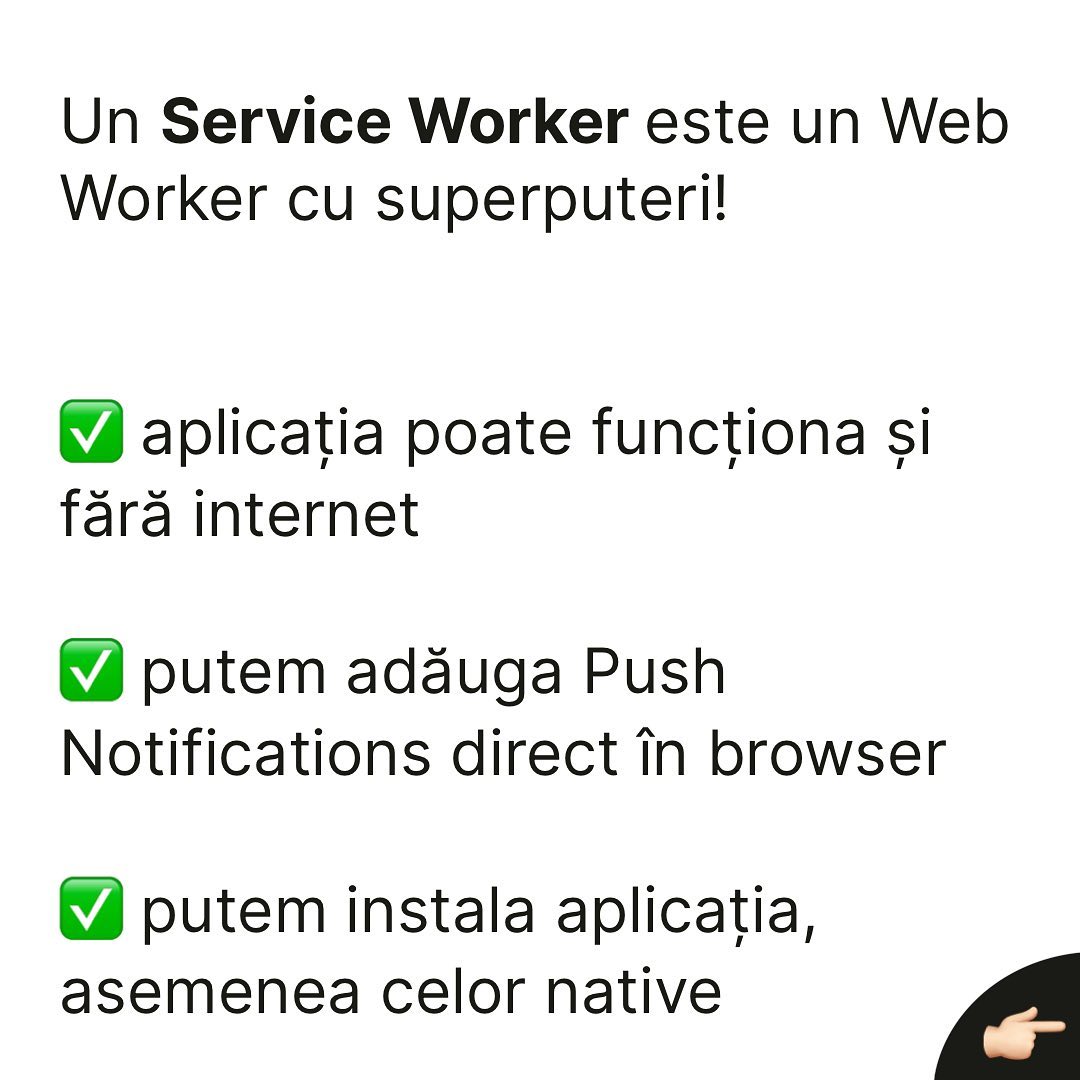 Un Service Worker este un Web
Worker cu superputeri!
✅ aplicația poate funcționa și
fără internet
✅ putem adăuga Push
Notifications direct în browser
✅ putem instala aplicația,
asemenea celor native